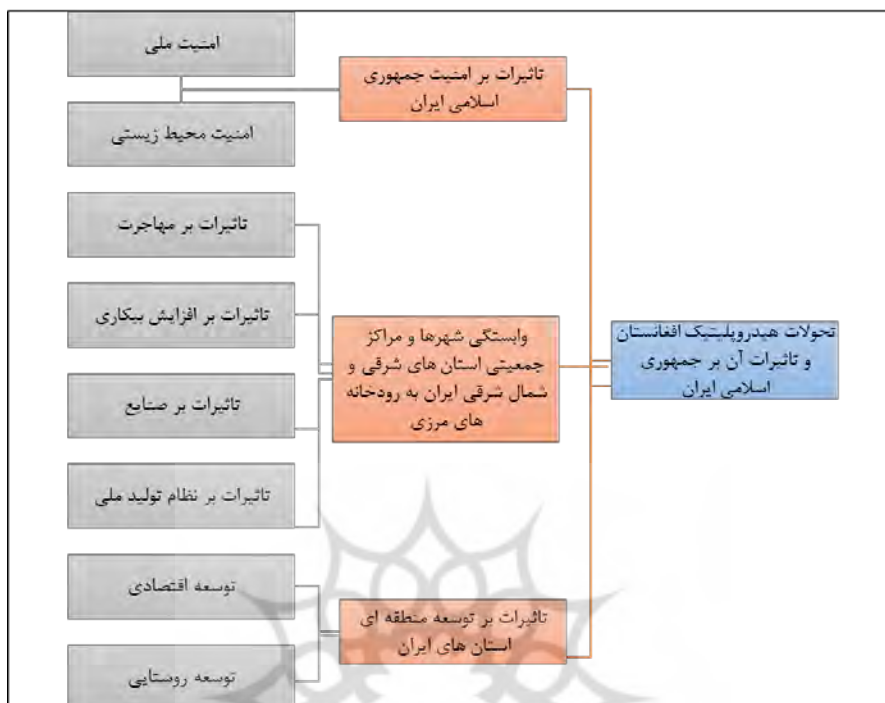 تحولات هیدروپلیتیک افغانستان
و تاثیرات آن بر جمهوری
اسلامی ایران
تاثیرات بر امنیت جمهوری
اسلامی ایران
امنیت ملی
امنیت محیط زیستی
وابستگی شهرها و مراکز
جمعیتی استان های شرقی و
شمال شرقی ایران به رودخانه
های مرزی
تاثیرات بر مهاجرت
تاثیرات بر افزایش بیکاری
تاثیرات بر صنایع
تاثیرات بر نظام تولید ملی
تاثیرات بر توسعه منطقه ای
استان های ایران
توسعه اقتصادی
توسعه روستایی